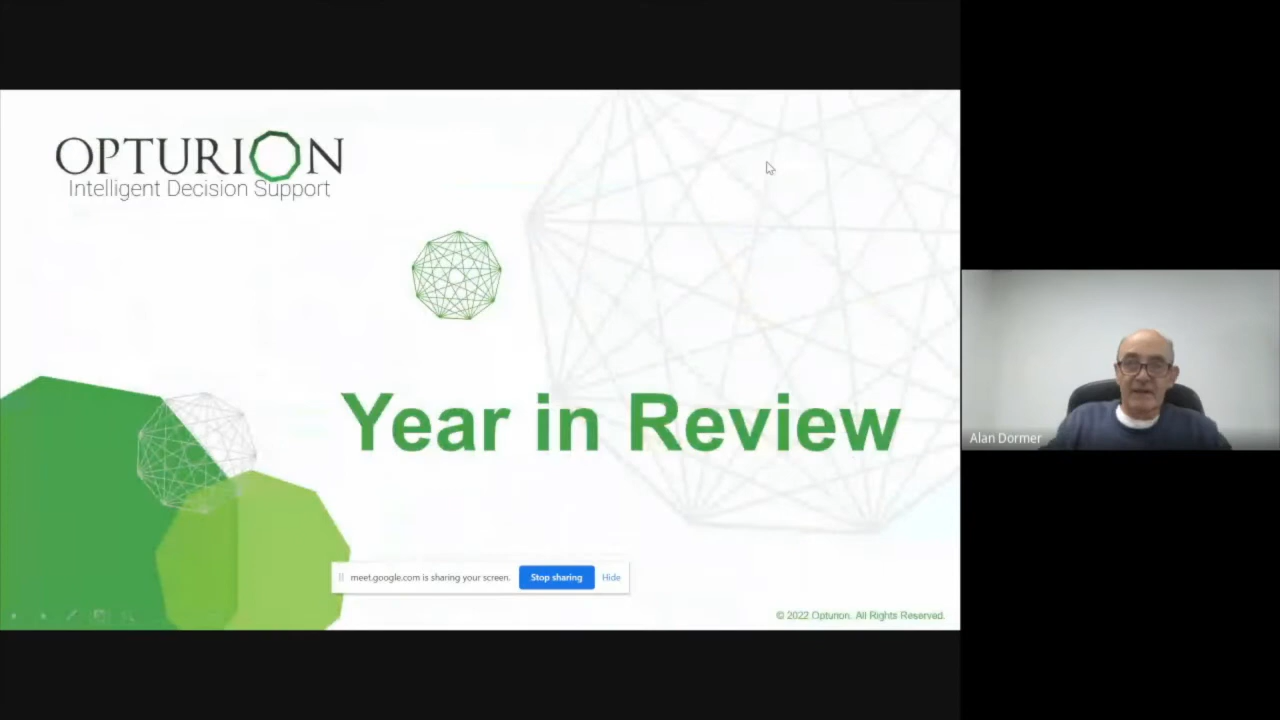 OPTURION
Intelligent Decision Support
Year in Review
meet.google.com is sharing your screen.
Stop sharing
Hide
© 2022 Opturion. All Rights Reserved.
Alan Dormer